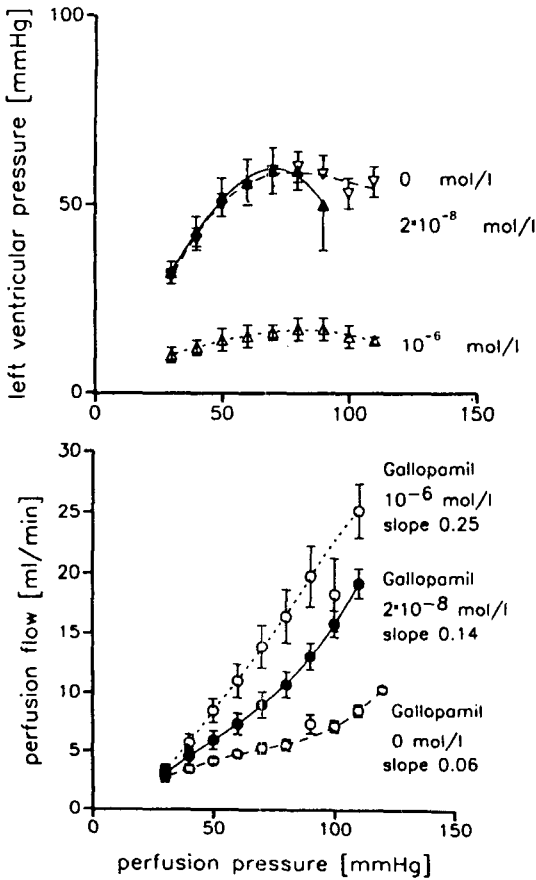 left ventricular pressure [mmHg]
100
50
0
0 mol/l
2*10⁻⁸ mol/l
10⁻⁶ mol/l
0 50 100 150
perfusion flow [ml/min]
30
25
20
15
10
5
0
Gallopamil
10⁻⁶ mol/l
slope 0.25
Gallopamil
2*10⁻⁸ mol/l
slope 0.14
Gallopamil
0 mol/l
slope 0.06
0 50 100 150
perfusion pressure [mmHg]